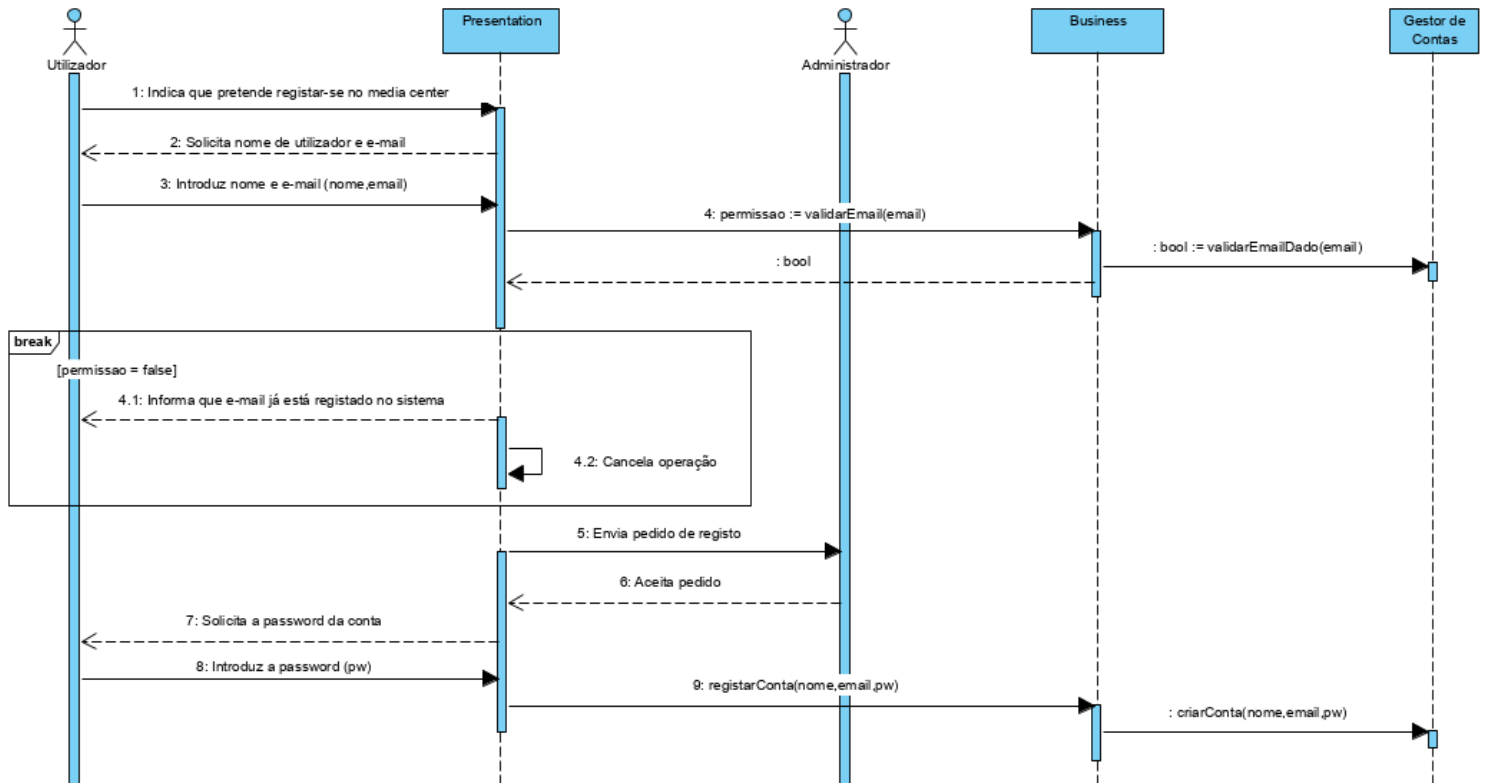 Utilizador
Presentation
Administrador
Business
Gestor de
Contas
1: Indica que pretende registar-se no media center
2: Solicita nome de utilizador e e-mail
3: Introduz nome e e-mail (nome,email)
4: permissao := validarEmail(email)
: bool := validarEmailDado(email)
: bool
break
[permissao = false]
4.1: Informa que e-mail já está registado no sistema
4.2: Cancela operação
5: Envia pedido de registo
6: Aceita pedido
7: Solicita a password da conta
8: Introduz a password (pw)
9: registarConta(nome,email,pw)
: criarConta(nome,email,pw)